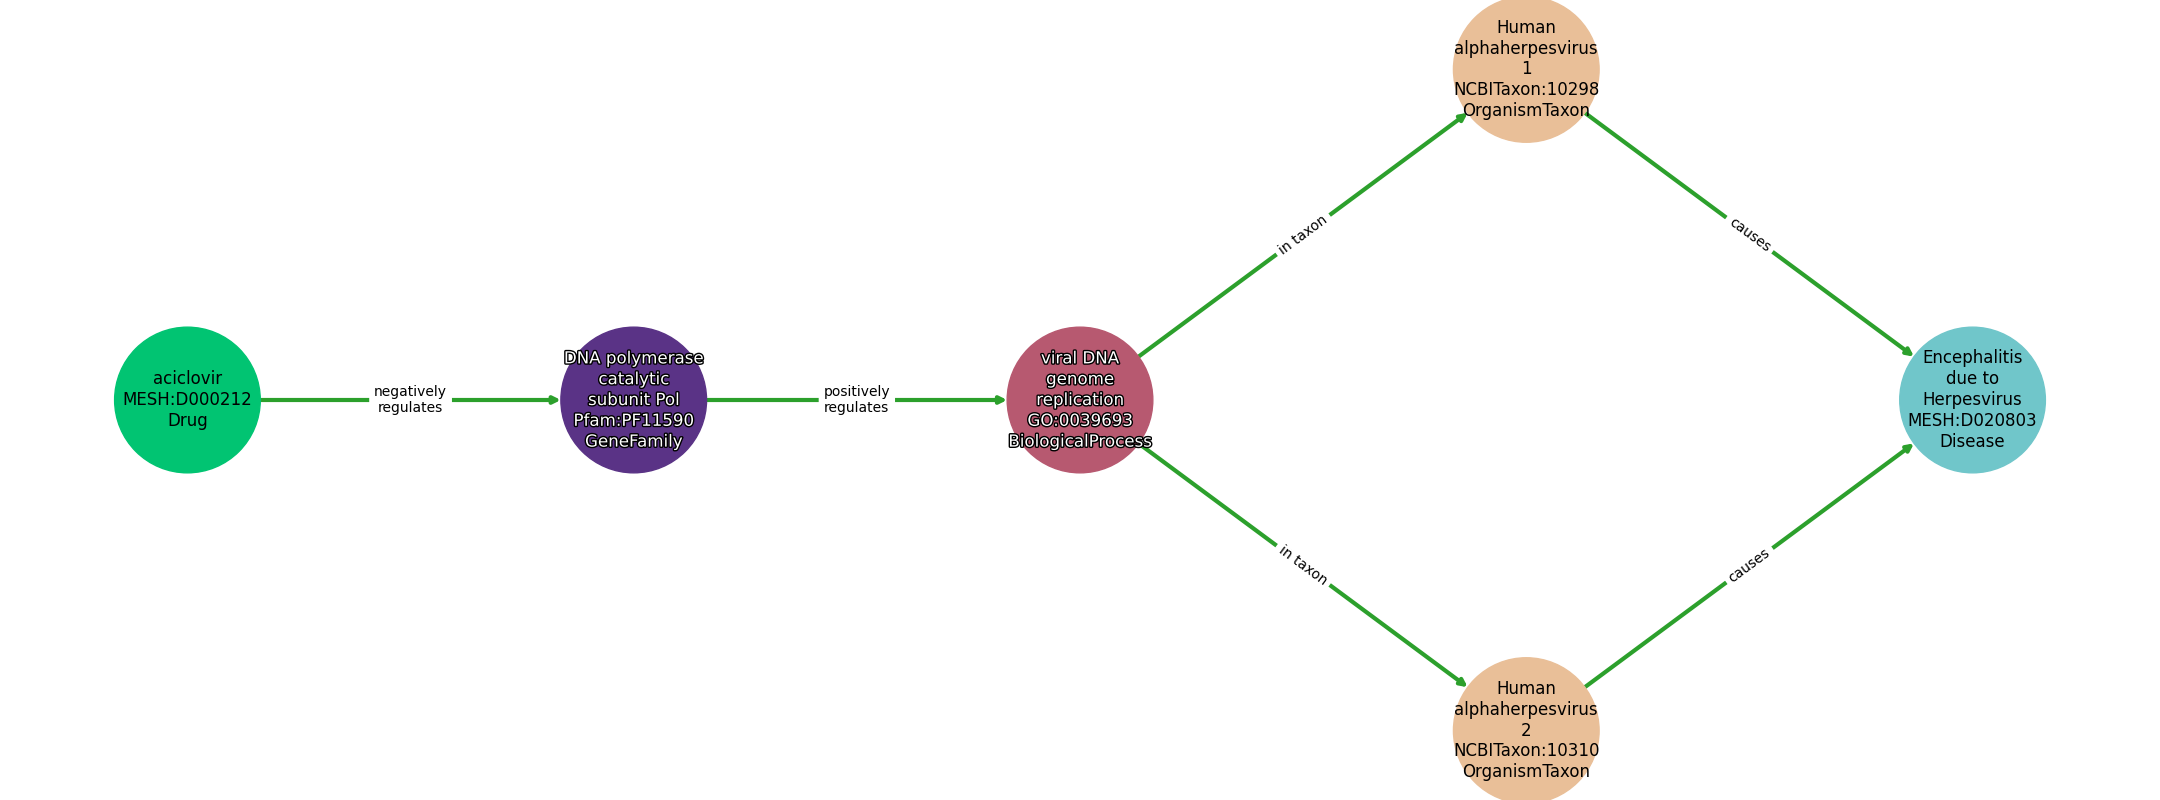 aciclovir
MESH:D000212
Drug
negatively
regulates
DNA polymerase
catalytic
subunit Pol
Pfam:PF11590
GeneFamily
positively
regulates
viral DNA
genome
replication
GO:0039693
BiologicalProcess
in taxon
in taxon
Human
alphaherpesvirus
1
NCBITaxon:10298
OrganismTaxon
Human
alphaherpesvirus
2
NCBITaxon:10310
OrganismTaxon
causes
causes
Encephalitis
due to
Herpesvirus
MESH:D020803
Disease